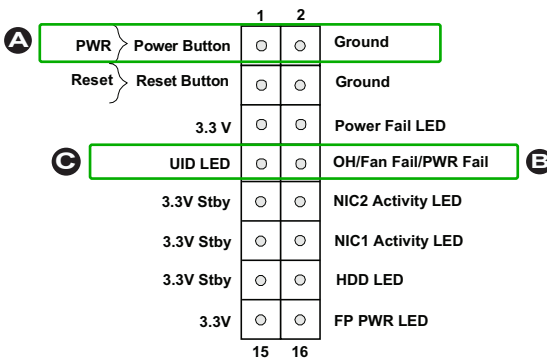 1 2
A PWR Power Button Ground
Reset Reset Button Ground
3.3 V Power Fail LED
C UID LED OH/Fan Fail/PWR Fail B
3.3V Stby NIC2 Activity LED
3.3V Stby NIC1 Activity LED
3.3V Stby HDD LED
3.3V FP PWR LED
15 16